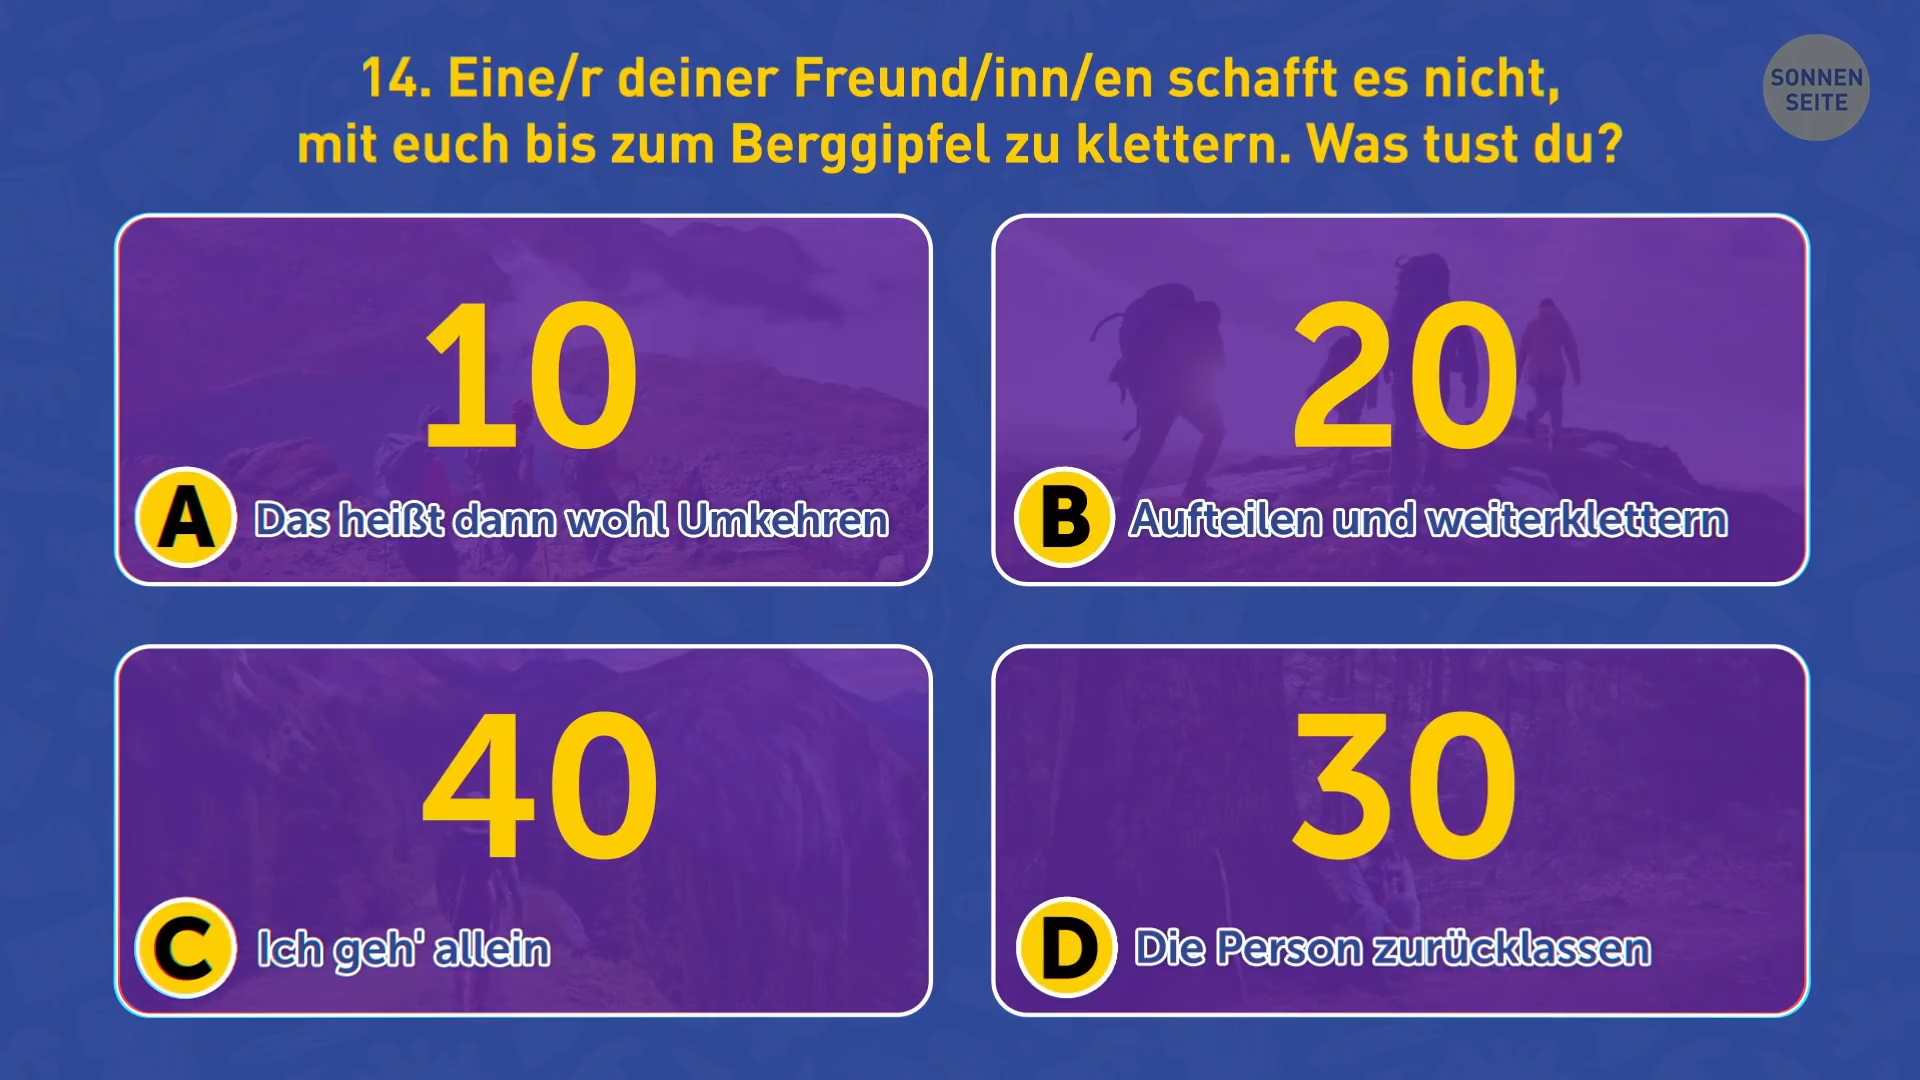 14. Eine/r deiner Freund/inn/en schafft es nicht,
mit euch bis zum Berggipfel zu klettern. Was tust du?
SONNEN
SEITE
10
A Das heißt dann wohl Umkehren
20
B Aufteilen und weiterklettern
40
C Ich geh' allein
30
D Die Person zurücklassen